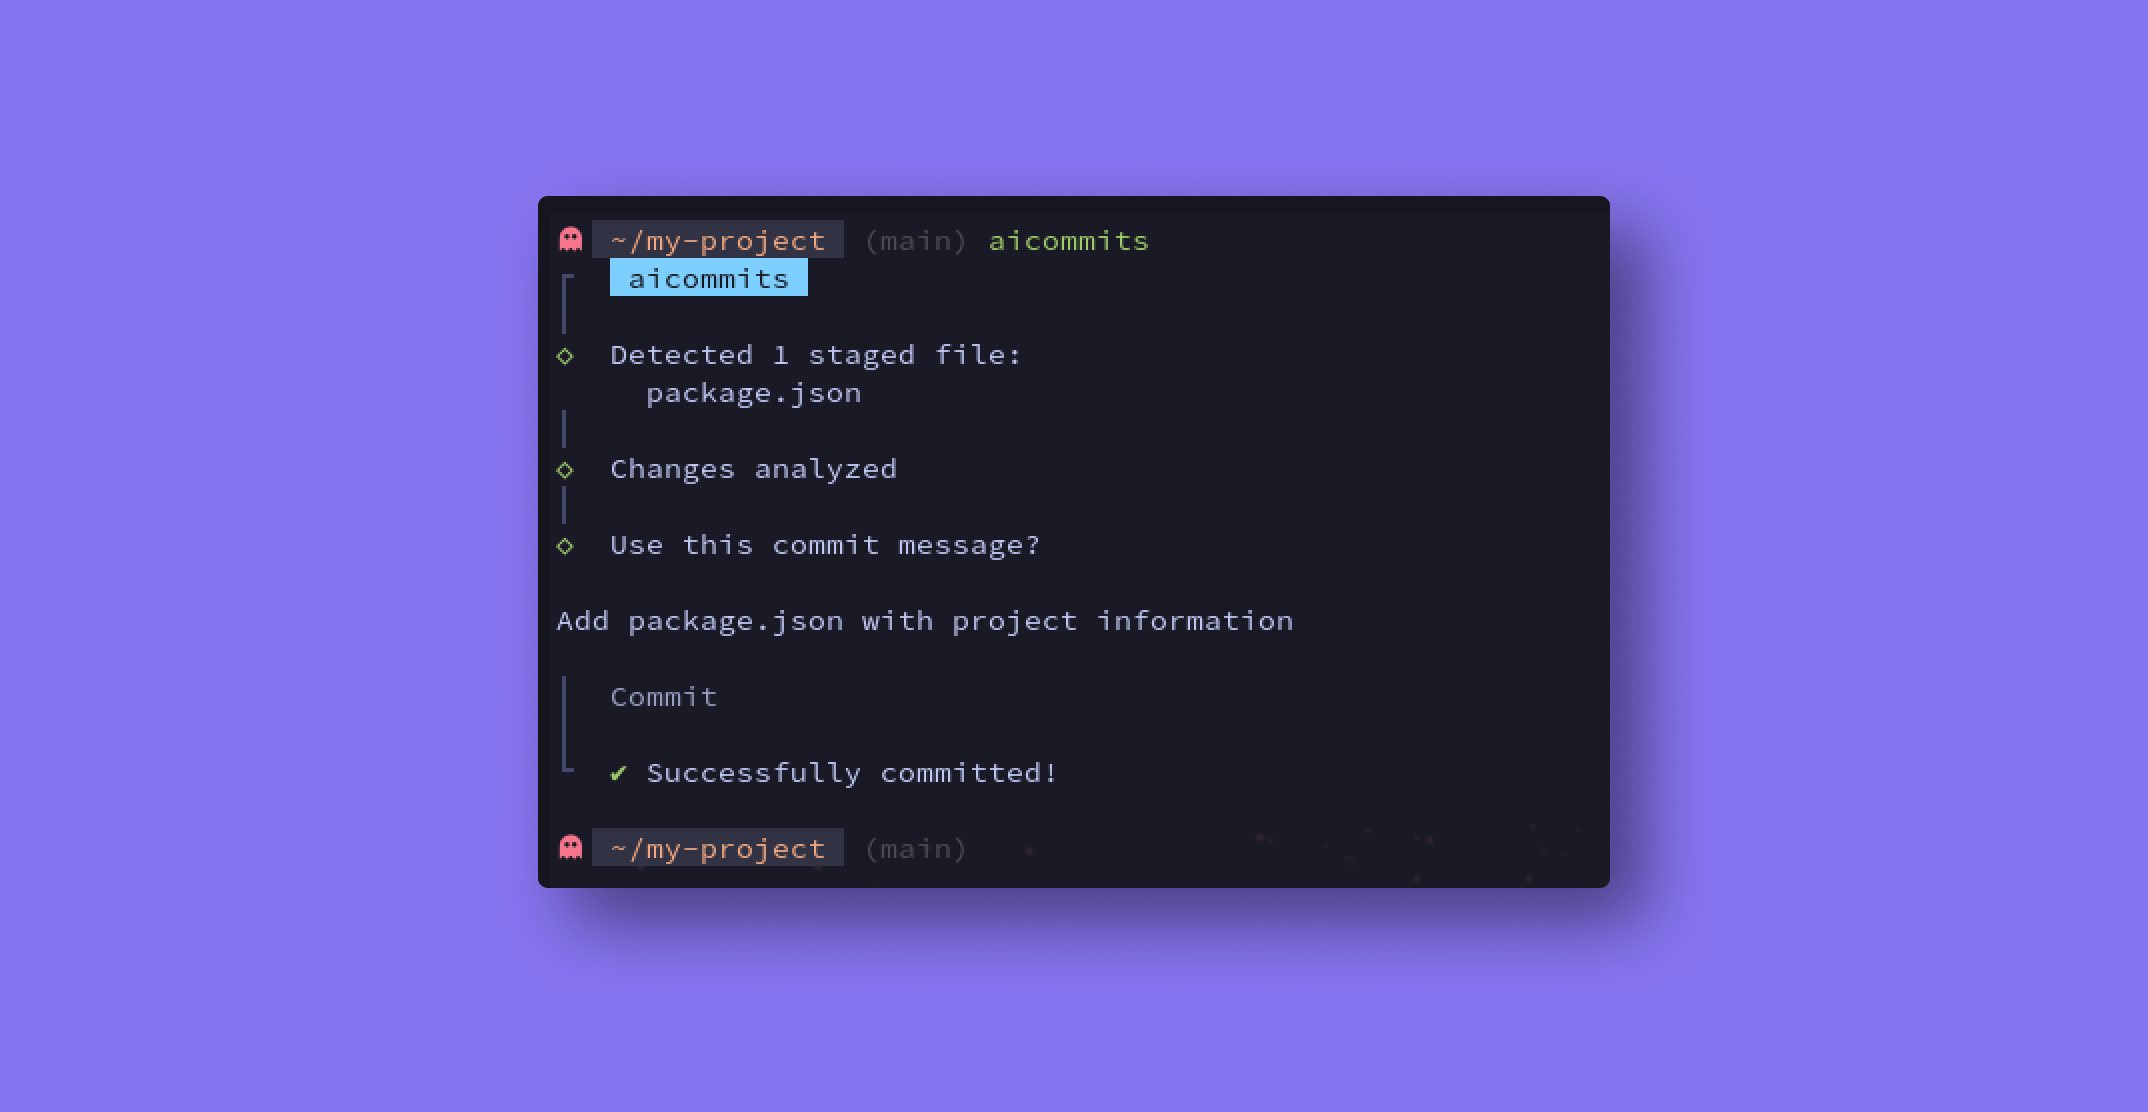 ~/my-project (main) aicommits
aicommits
Detected 1 staged file:
package.json
Changes analyzed
Use this commit message?
Add package.json with project information
Commit
✔ Successfully committed!
~/my-project (main)